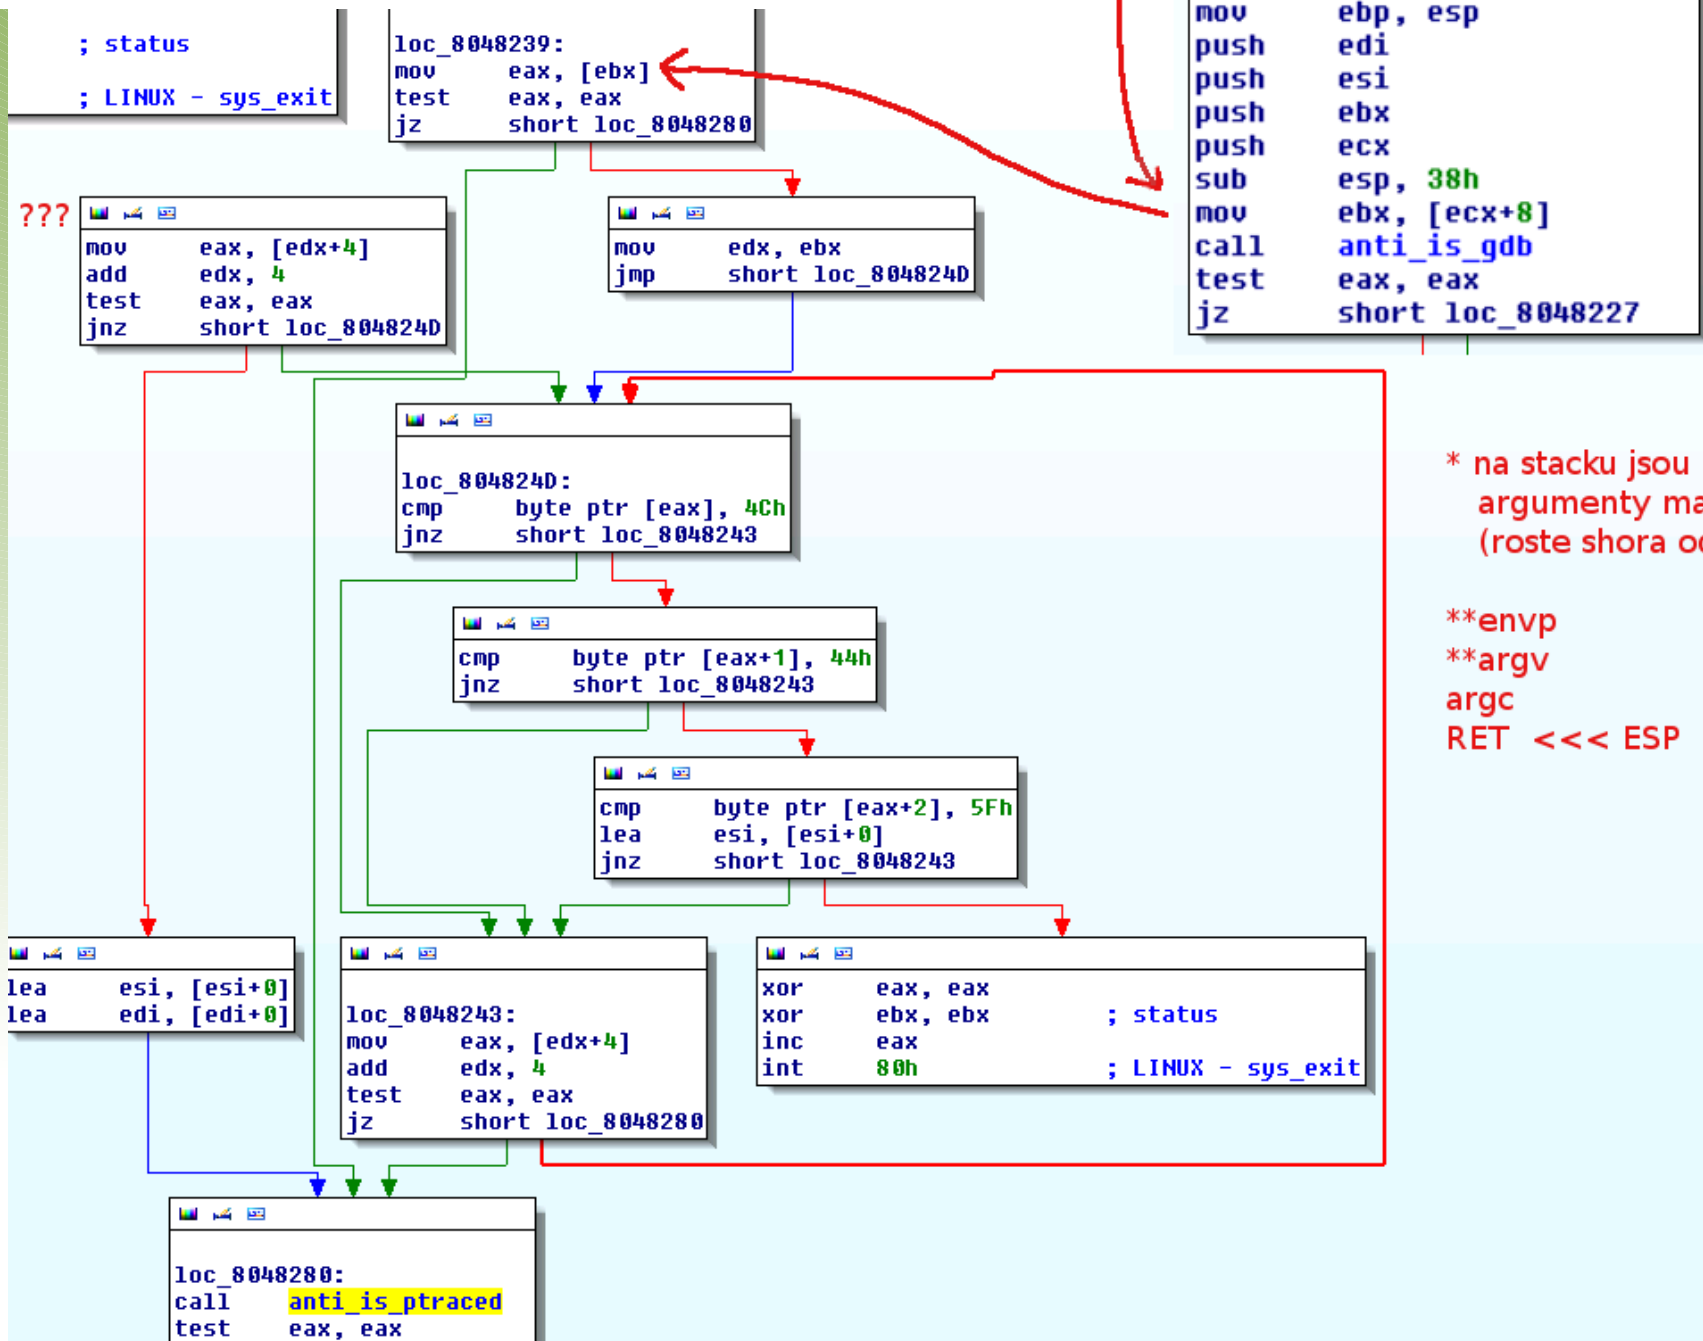 ; status
; LINUX - sys_exit
loc_8048239:
mov eax, [ebx]
test eax, eax
jz short loc_8048280
mov ebp, esp
push edi
push esi
push ebx
push ecx
sub esp, 38h
mov ebx, [ecx+8]
call anti_is_gdb
test eax, eax
jz short loc_8048227
???
mov eax, [edx+4]
add edx, 4
test eax, eax
jnz short loc_804824D
mov edx, ebx
jmp short loc_804824D
loc_804824D:
cmp byte ptr [eax], 4Ch
jnz short loc_8048243
* na stacku jsou
argumenty ma
(roste shora
**envp
**argv
argc
RET <<< ESP
cmp byte ptr [eax+1], 44h
jnz short loc_8048243
cmp byte ptr [eax+2], 5Fh
lea esi, [esi+0]
jnz short loc_8048243
lea esi, [esi+0]
lea edi, [edi+0]
loc_8048243:
mov eax, [edx+4]
add edx, 4
test eax, eax
jz short loc_8048280
xor eax, eax
xor ebx, ebx ; status
inc eax
int 80h ; LINUX - sys_exit
loc_8048280:
call anti_is_ptraced
test eax, eax